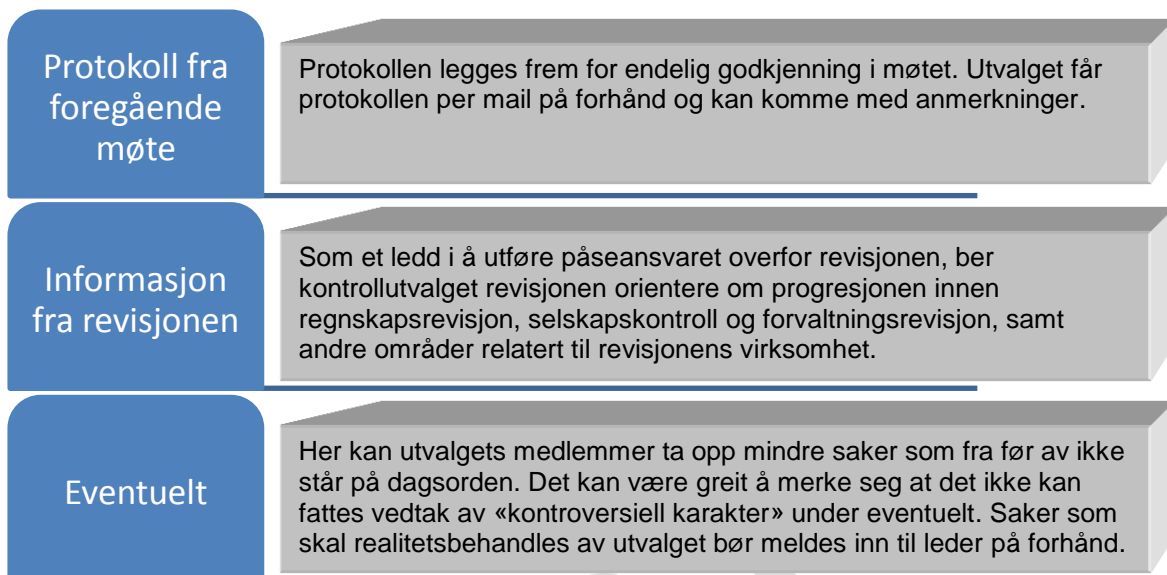 Protokoll fra
foregående
møte
Protokollen legges frem for endelig godkjenning i møtet. Utvalget får
protokollen per mail på forhånd og kan komme med anmerkninger.
Informasjon
fra revisjonen
Som et ledd i å utføre påseansvaret overfor revisjonen, ber
kontrollutvalget revisjonen orientere om progresjonen innen
regnskapsrevisjon, selskapskontroll og forvaltningsrevisjon, samt
andre områder relatert til revisjonens virksomhet.
Eventuelt
Her kan utvalgets medlemmer ta opp mindre saker som fra før av ikke
står på dagsorden. Det kan være greit å merke seg at det ikke kan
fattes vedtak av «kontroversiell karakter» under eventuelt. Saker som
skal realitetsbehandles av utvalget bør meldes inn til leder på forhånd.